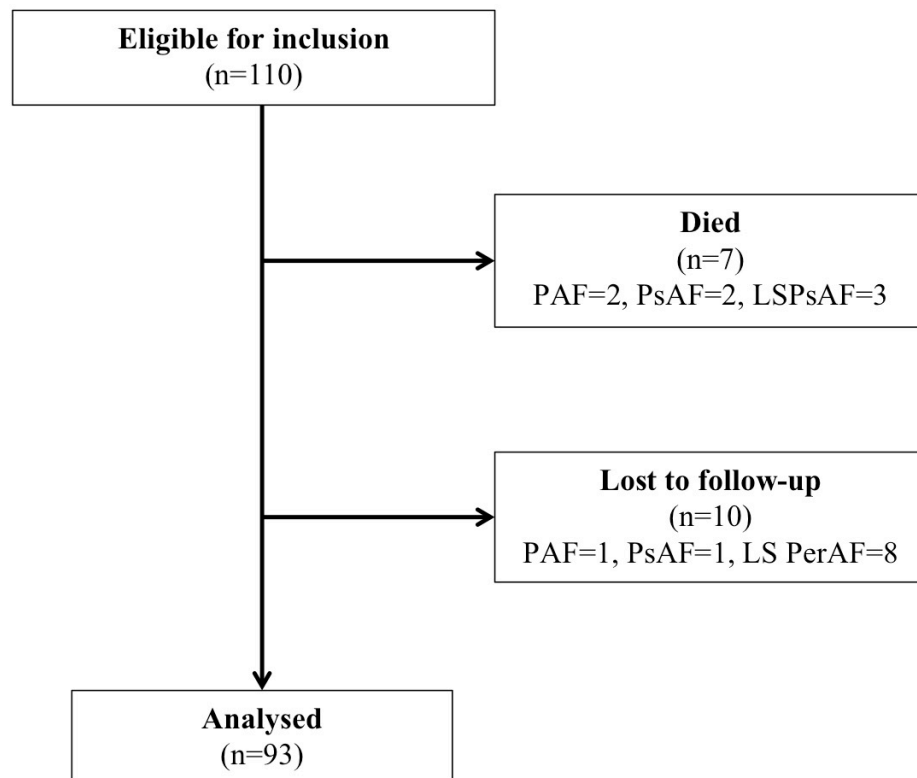 Eligible for inclusion
(n=110)
Died
(n=7)
PAF=2, PsAF=2, LSPsAF=3
Lost to follow-up
(n=10)
PAF=1, PsAF=1, LS PerAF=8
Analysed
(n=93)